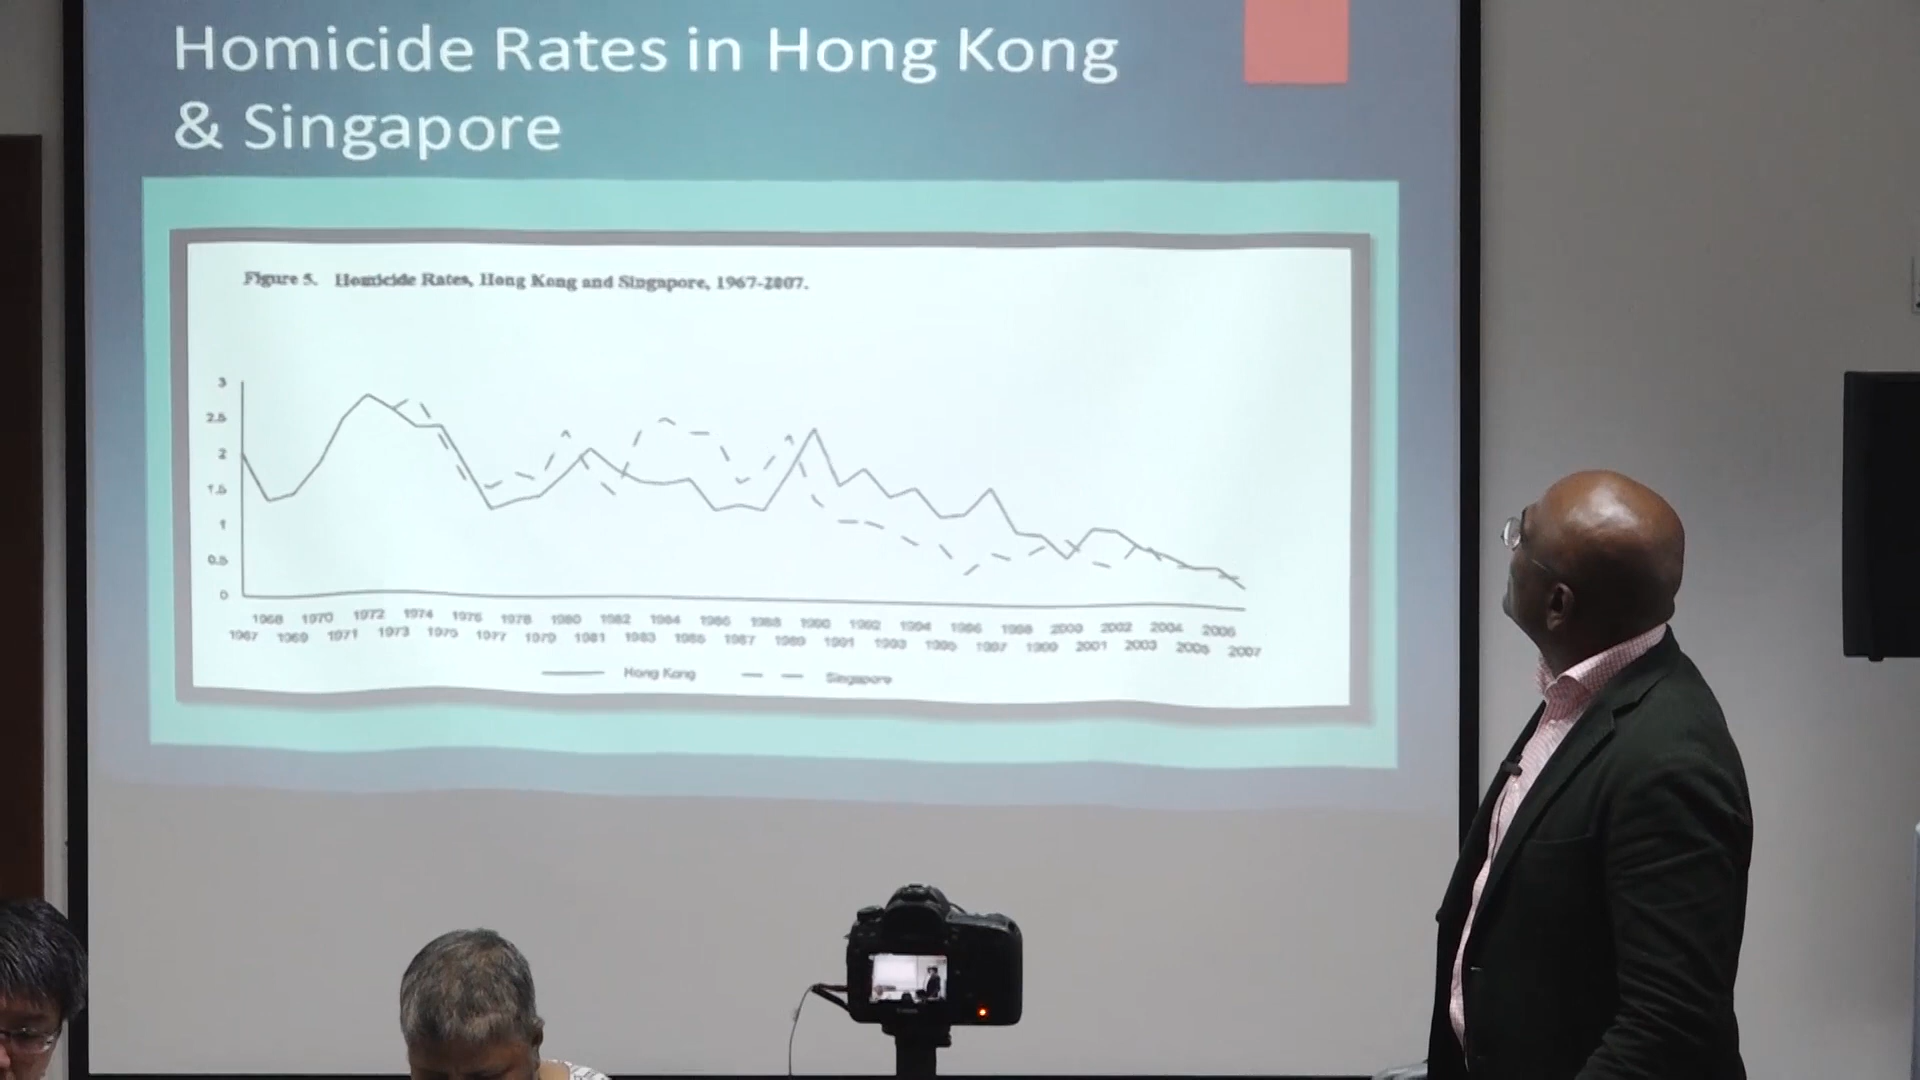 Homicide Rates in Hong Kong
& Singapore
Figure 5. Homicide Rates, Hong Kong and Singapore, 1967-2007.
3
2.5
2
1.5
1
0.5
0
1968 1970 1972 1974 1976 1978 1980 1982 1984 1986 1988 1990 1992 1994 1996 1998 2000 2002 2004 2006
1967 1969 1971 1973 1975 1977 1979 1981 1983 1985 1987 1989 1991 1993 1995 1997 1999 2001 2003 2005 2007
Hong Kong Singapore